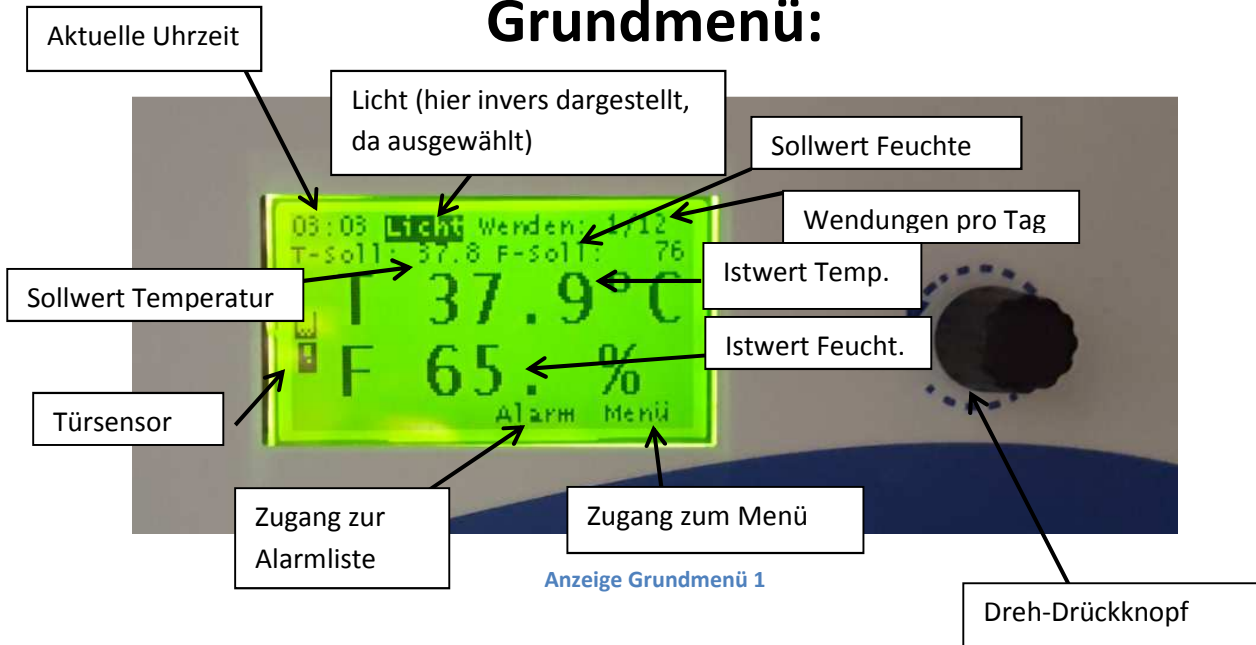 Grundmenü:
Aktuelle Uhrzeit
Licht (hier invers dargestellt,
da ausgewählt)
Sollwert Feuchte
Wendungen pro Tag
03:03 Licht Wenden: 1/12
T-Soll: 37.8 F-Soll: 76
Sollwert Temperatur
T 37.9°C
Istwert Temp.
F 65. %
Istwert Feucht.
Türsensor
Alarm Menü
Zugang zur
Alarmliste
Zugang zum Menü
Anzeige Grundmenü 1
Dreh-Drückknopf